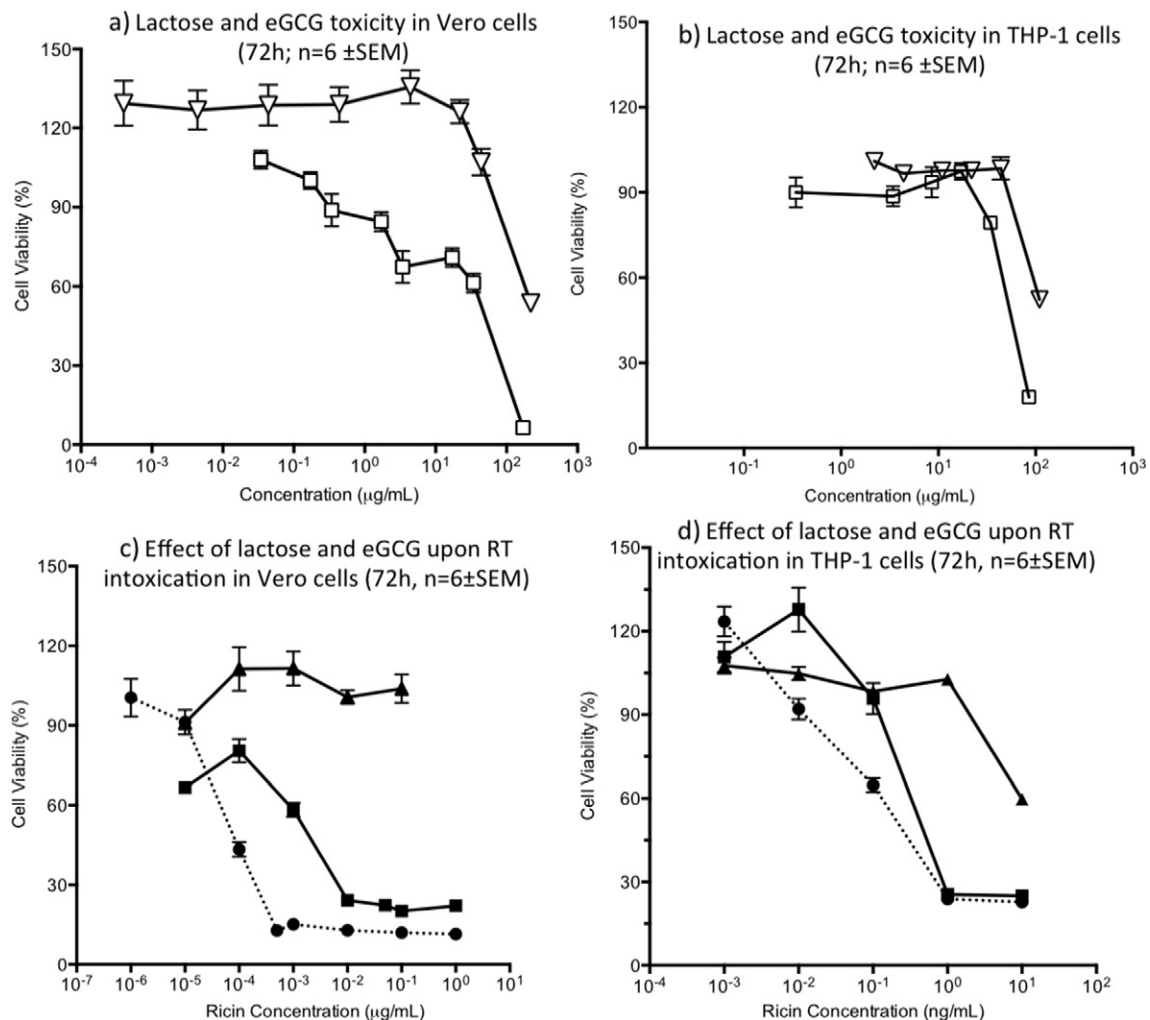 a) Lactose and eGCG toxicity in Vero cells
(72h; n=6 ±SEM)
150
120
90
60
30
0
Cell Viability (%)
10⁻⁴ 10⁻³ 10⁻² 10⁻¹ 10⁰ 10¹ 10² 10³
Concentration (μg/mL)
b) Lactose and eGCG toxicity in THP-1 cells
(72h; n=6 ±SEM)
150
120
90
60
30
0
Cell Viability (%)
10⁻¹ 10⁰ 10¹ 10² 10³
Concentration (μg/mL)
c) Effect of lactose and eGCG upon RT
intoxication in Vero cells (72h, n=6±SEM)
150
120
90
60
30
0
Cell Viability (%)
10⁻⁷ 10⁻⁶ 10⁻⁵ 10⁻⁴ 10⁻³ 10⁻² 10⁻¹ 10⁰ 10¹
Ricin Concentration (μg/mL)
d) Effect of lactose and eGCG upon RT
intoxication in THP-1 cells (72h, n=6±SEM)
150
120
90
60
30
0
Cell Viability (%)
10⁻⁴ 10⁻³ 10⁻² 10⁻¹ 10⁰ 10¹ 10²
Ricin Concentration (ng/mL)